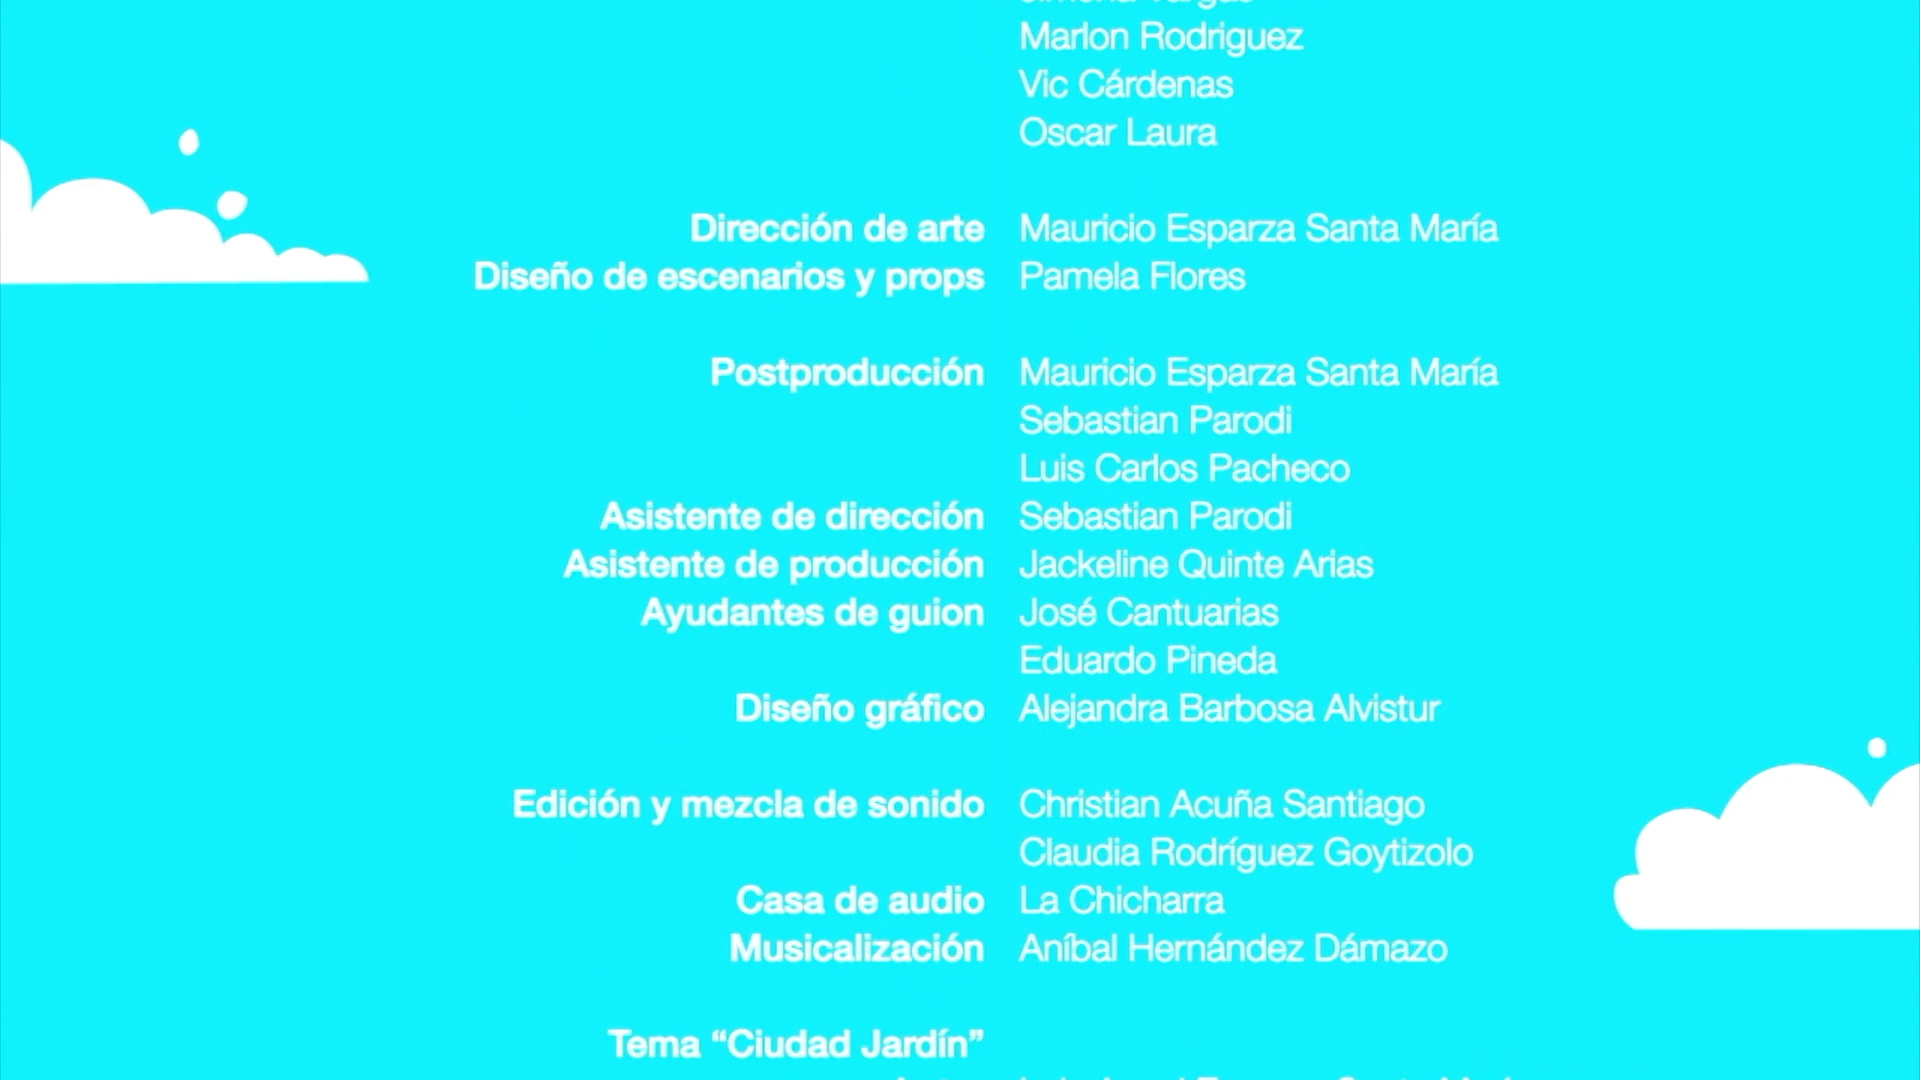 Marlon Rodriguez
Vic Cárdenas
Oscar Laura
Dirección de arte Mauricio Esparza Santa María
Diseño de escenarios y props Pamela Flores
Postproducción Mauricio Esparza Santa María
Sebastian Parodi
Luis Carlos Pacheco
Asistente de dirección Sebastian Parodi
Asistente de producción Jackeline Quinte Arias
Ayudantes de guion José Cantuarias
Eduardo Pineda
Diseño gráfico Alejandra Barbosa Alvistur
Edición y mezcla de sonido Christian Acuña Santiago
Claudia Rodríguez Goytizolo
Casa de audio La Chicharra
Musicalización Aníbal Hernández Dámazo
Tema “Ciudad Jardín”